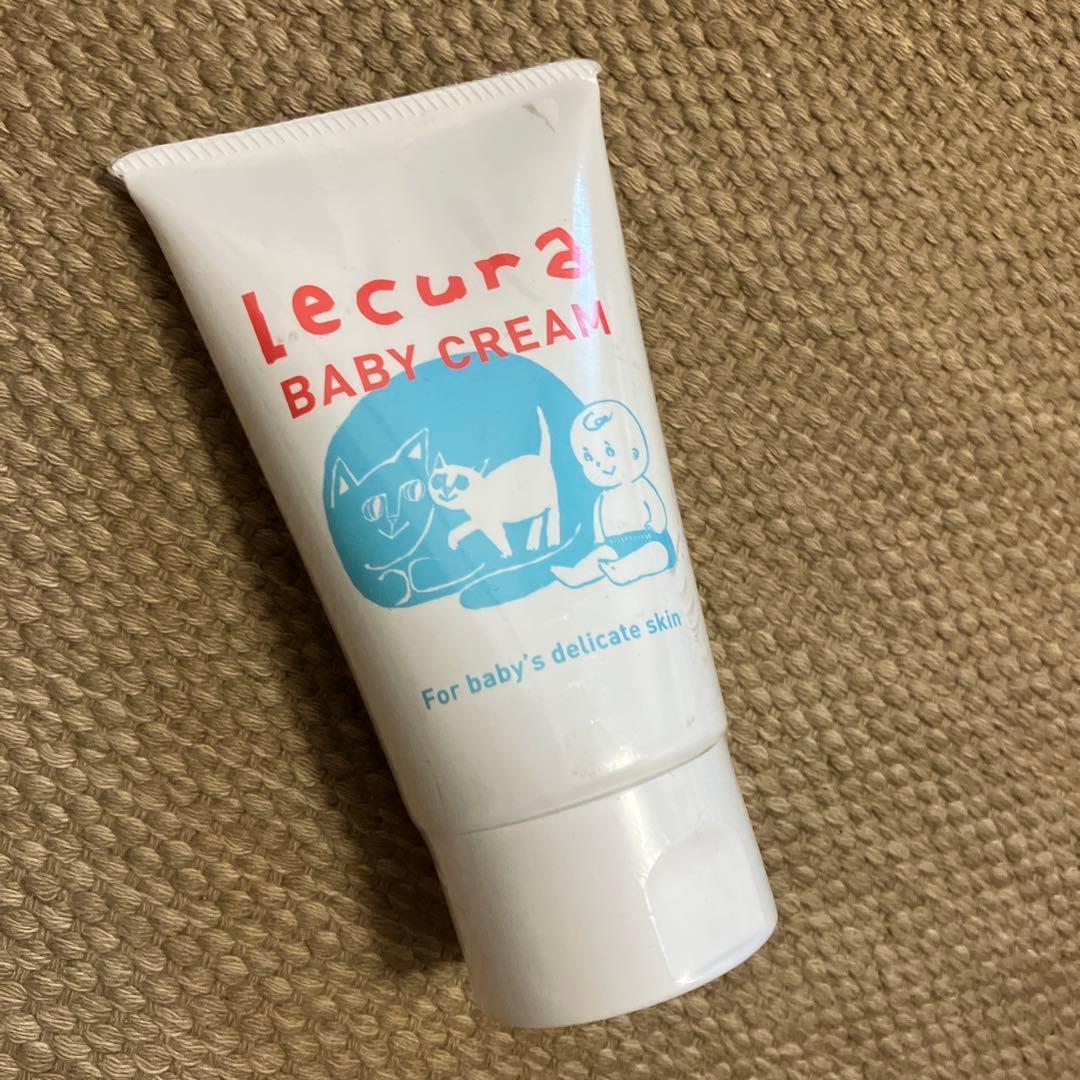 lecura
BABY CREAM
For baby's delicate skin